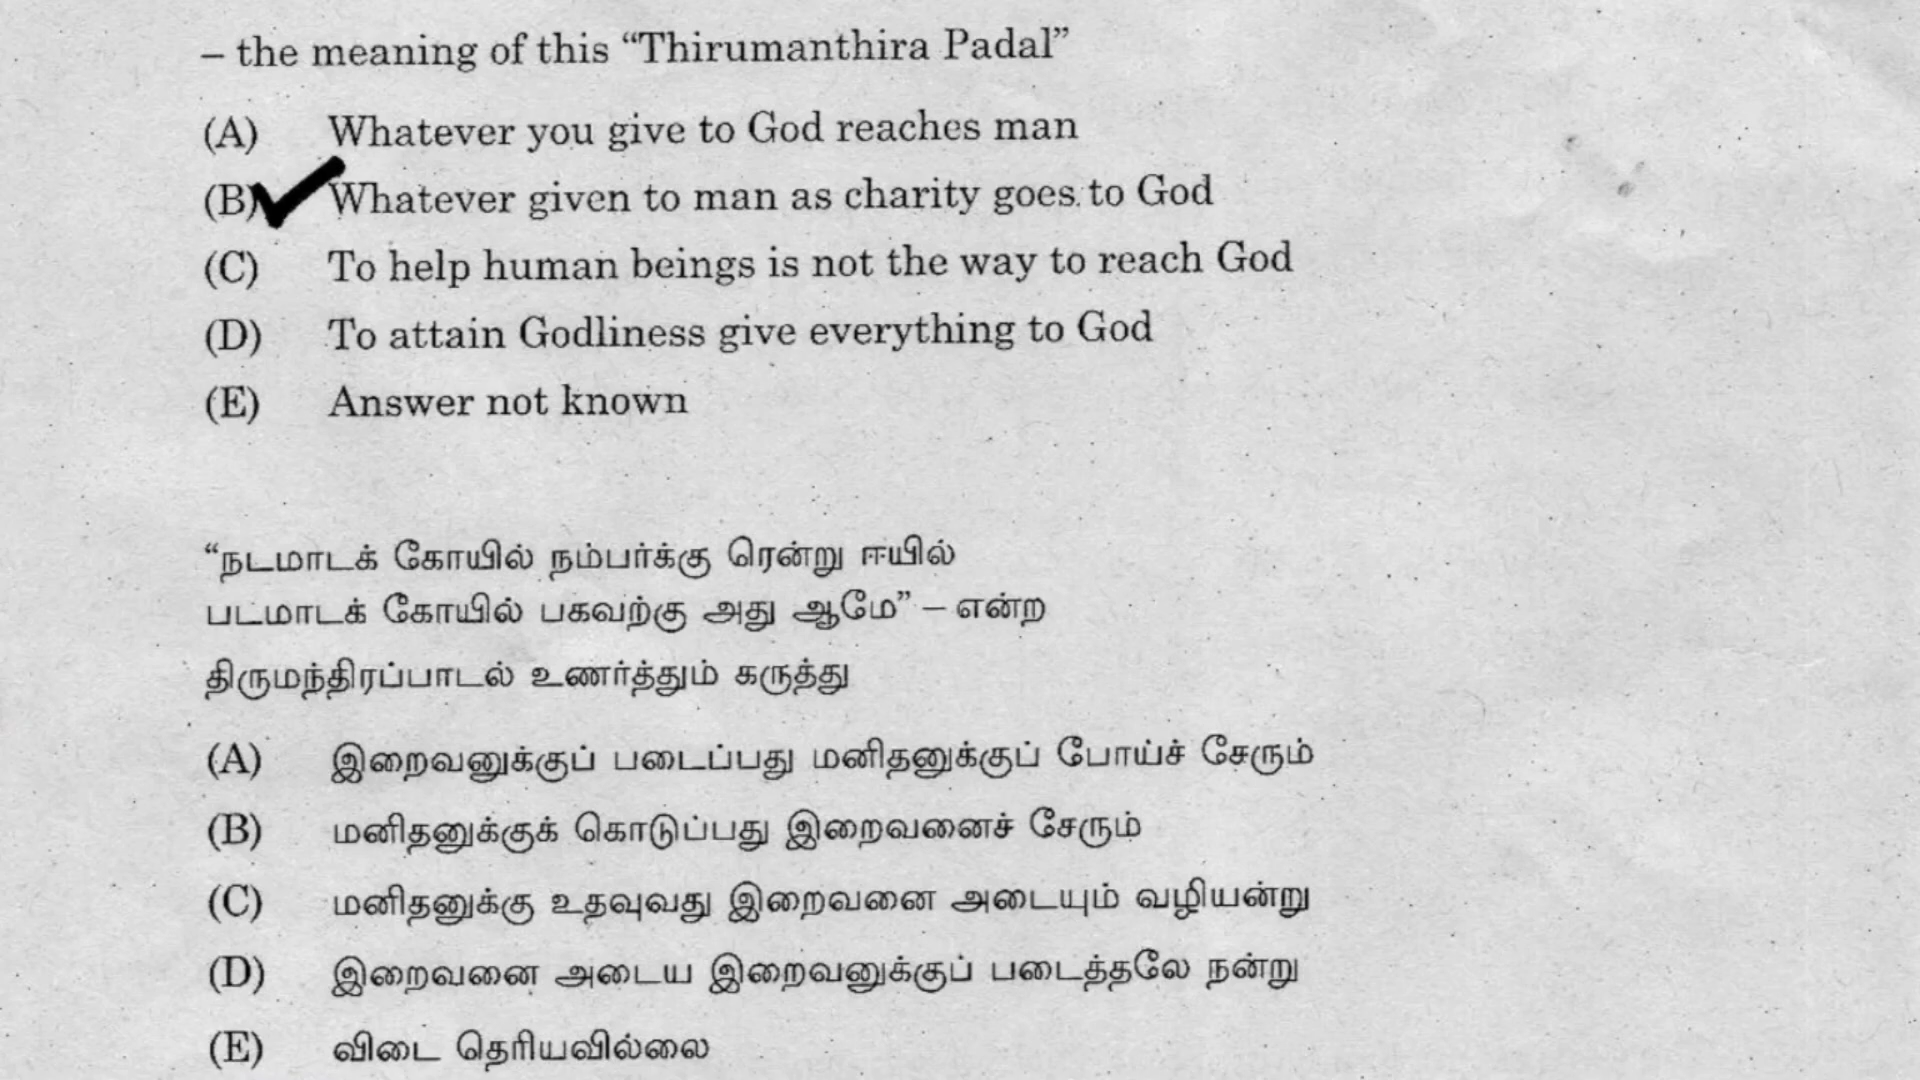 – the meaning of this “Thirumanthira Padal”
(A) Whatever you give to God reaches man
(B) Whatever given to man as charity goes to God
(C) To help human beings is not the way to reach God
(D) To attain Godliness give everything to God
(E) Answer not known
“நடமாடக் கோயில் நம்பர்க்கு ரென்று ஈயில்
படமாடக் கோயில் பகவற்கு அது ஆமே” – என்ற
திருமந்திரப்பாடல் உணர்த்தும் கருத்து
(A) இறைவனுக்குப் படைப்பது மனிதனுக்குப் போய்ச் சேரும்
(B) மனிதனுக்குக் கொடுப்பது இறைவனைச் சேரும்
(C) மனிதனுக்கு உதவுவது இறைவனை அடையும் வழியன்று
(D) இறைவனை அடைய இறைவனுக்குப் படைத்தலே நன்று
(E) விடை தெரியவில்லை